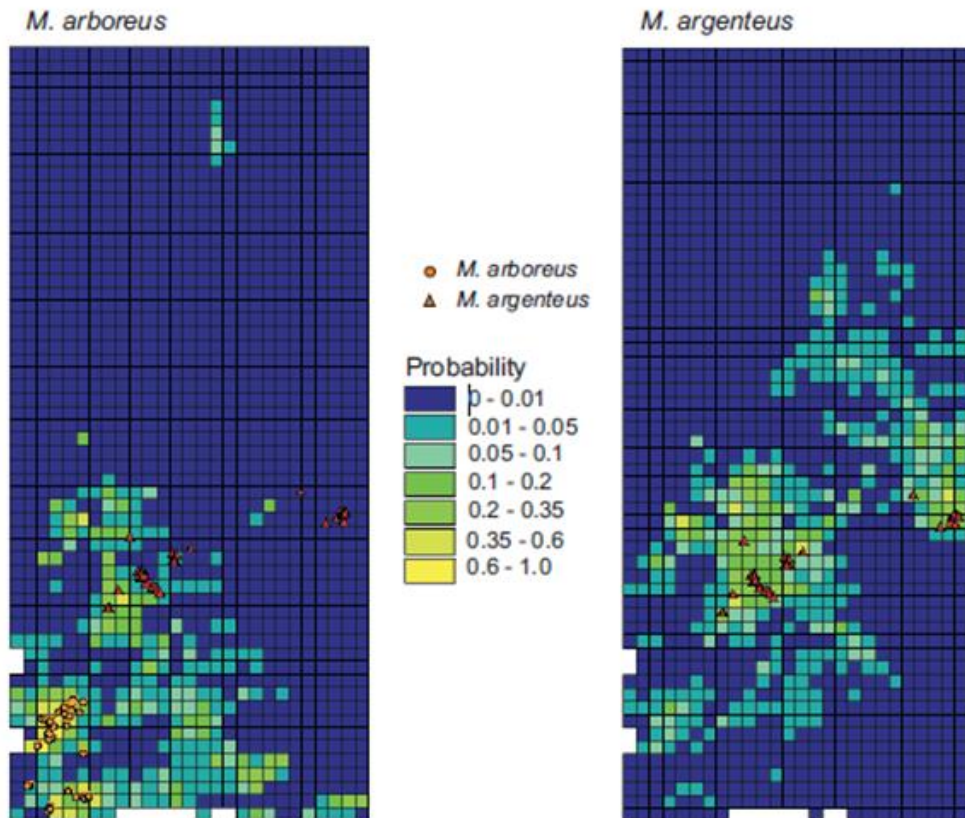 M. arboreus
M. argenteus
M. arboreus
M. argenteus
Probability
0 - 0.01
0.01 - 0.05
0.05 - 0.1
0.1 - 0.2
0.2 - 0.35
0.35 - 0.6
0.6 - 1.0